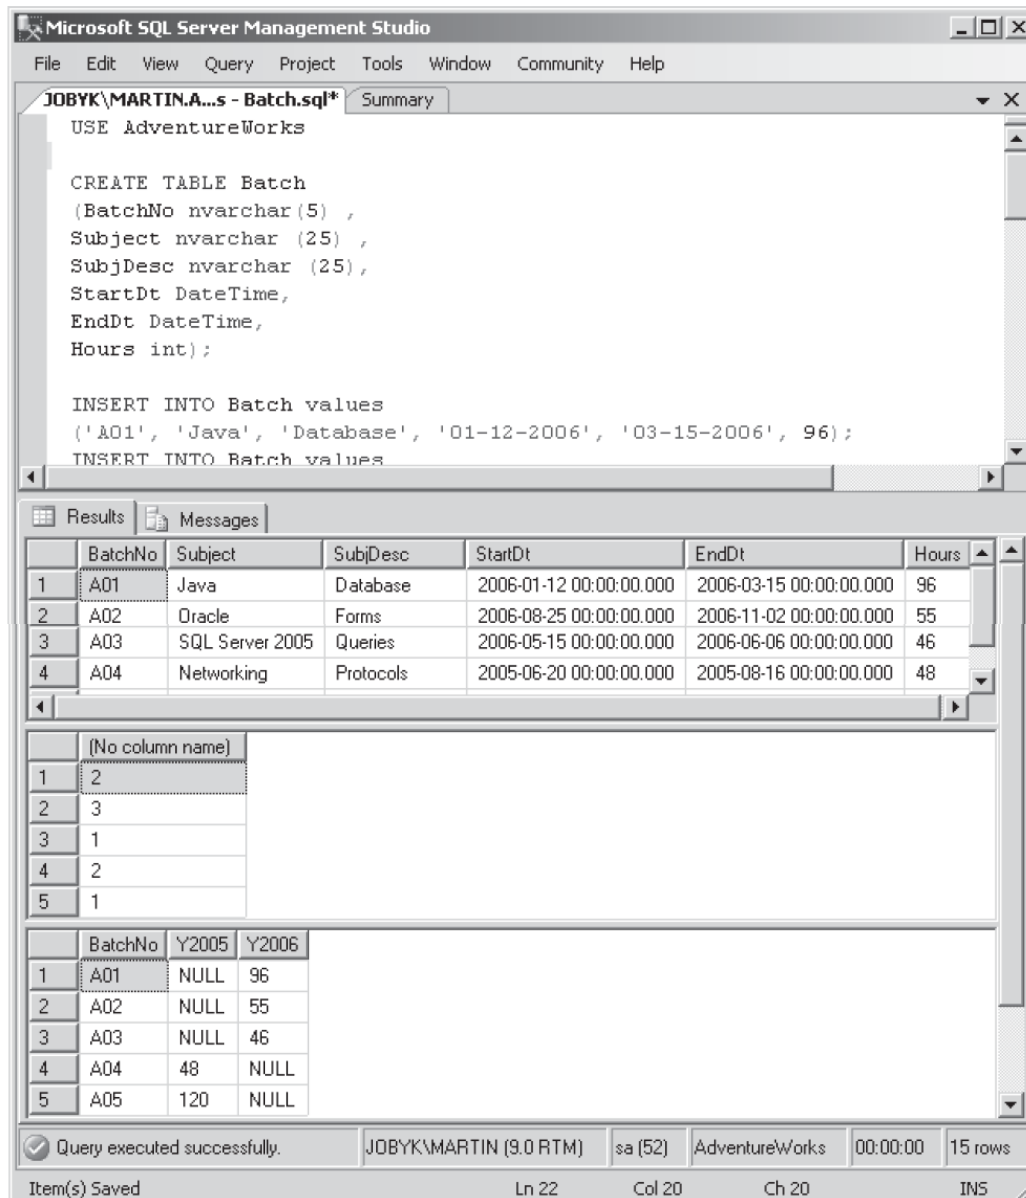 Microsoft SQL Server Management Studio
File Edit View Query Project Tools Window Community Help
JOBYK\MARTIN.A...s - Batch.sql* Summary
USE AdventureWorks
CREATE TABLE Batch
(BatchNo nvarchar(5) ,
Subject nvarchar (25) ,
SubjDesc nvarchar (25),
StartDt DateTime,
EndDt DateTime,
Hours int);
INSERT INTO Batch values
('A01', 'Java', 'Database', '01-12-2006', '03-15-2006', 96);
INSERT INTO Batch values
Results Messages
BatchNo Subject SubjDesc StartDt EndDt Hours
1 A01 Java Database 2006-01-12 00:00:00.000 2006-03-15 00:00:00.000 96
2 A02 Oracle Forms 2006-08-25 00:00:00.000 2006-11-02 00:00:00.000 55
3 A03 SQL Server 2005 Queries 2006-05-15 00:00:00.000 2006-06-06 00:00:00.000 46
4 A04 Networking Protocols 2005-06-20 00:00:00.000 2005-08-16 00:00:00.000 48
(No column name)
1 2
2 3
3 1
4 2
5 1
BatchNo Y2005 Y2006
1 A01 NULL 96
2 A02 NULL 55
3 A03 NULL 46
4 A04 48 NULL
5 A05 120 NULL
Query executed successfully. JOBYK\MARTIN (9.0 RTM) sa (52) AdventureWorks 00:00:00 15 rows
Item(s) Saved Ln 22 Col 20 Ch 20 INS